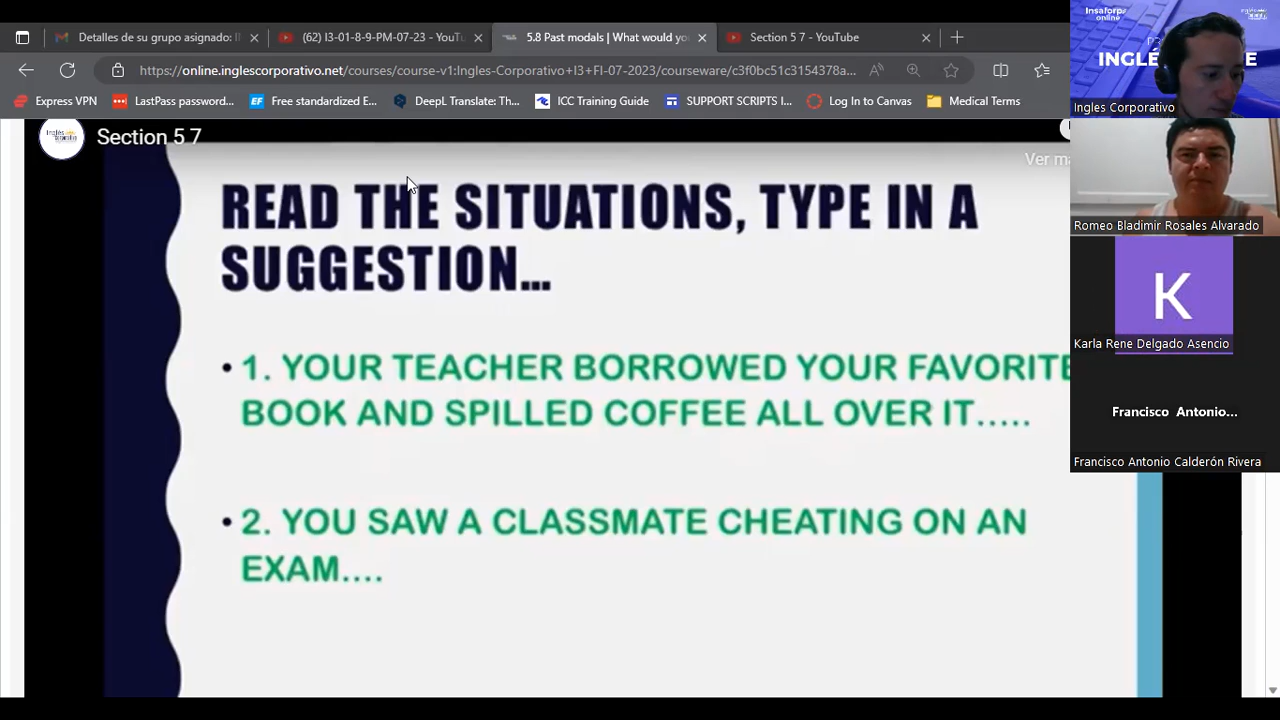 Detalles de su grupo asignado: I
(62) I3-01-8-9-PM-07-23 - YouT
5.8 Past modals | What would yo
Section 5 7 - YouTube
https://online.inglescorporativo.net/courses/course-v1:Ingles-Corporativo+I3+FI-07-2023/courseware/c3f0bc51c3154378a...
Express VPN
LastPass password...
Free standardized E...
DeepL Translate: Th...
ICC Training Guide
SUPPORT SCRIPTS I...
Log In to Canvas
Medical Terms
Section 5 7
Ver m
READ THE SITUATIONS, TYPE IN A
SUGGESTION...
• 1. YOUR TEACHER BORROWED YOUR FAVORITE
BOOK AND SPILLED COFFEE ALL OVER IT.....
• 2. YOU SAW A CLASSMATE CHEATING ON AN
EXAM....
Insaforp
online
INGLÉ
E
Ingles Corporativo
Romeo Bladimir Rosales Alvarado
K
Karla Rene Delgado Asencio
Francisco Antonio...
Francisco Antonio Calderón Rivera